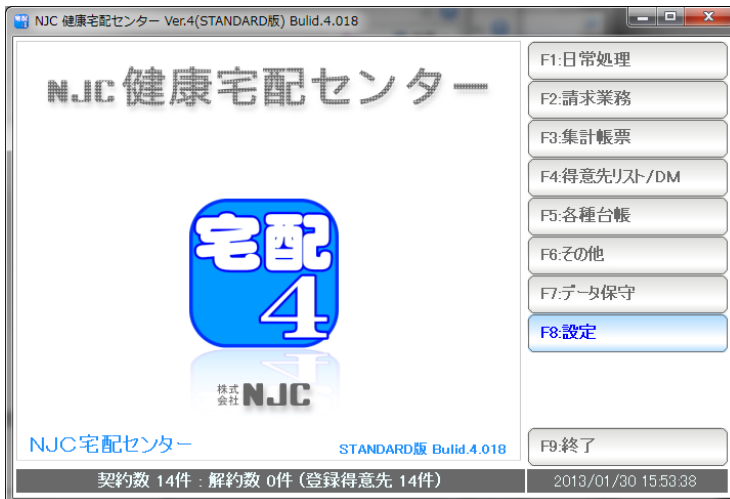 NJC 健康宅配センター Ver.4(STANDARD版) Bulid.4.018
NJC 健康宅配センター
宅配
4
株式会社 NJC
NJC宅配センター
STANDARD版 Bulid.4.018
F1:日常処理
F2:請求業務
F3:集計帳票
F4:得意先リスト/DM
F5:各種台帳
F6:その他
F7:データ保守
F8:設定
F9:終了
契約数 14件 : 解約数 0件 (登録得意先 14件)
2013/01/30 15:53:38